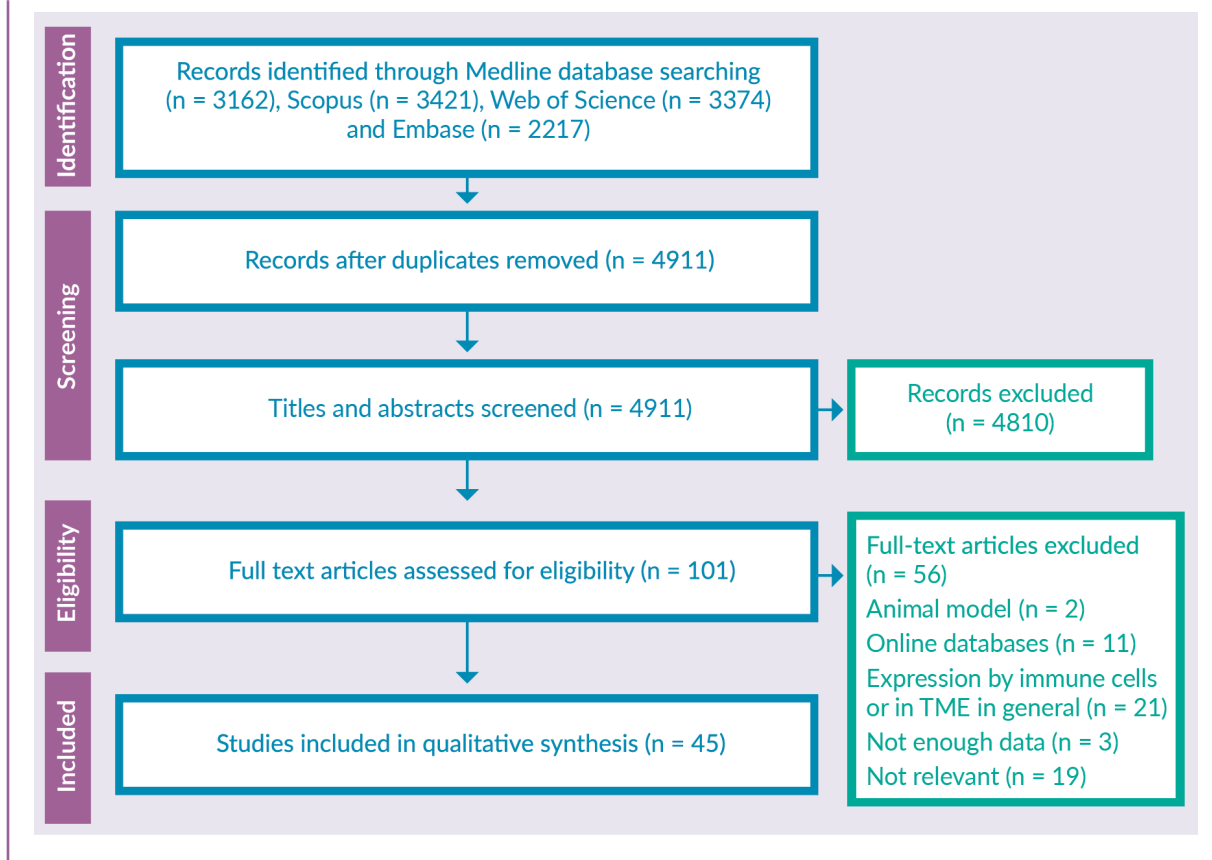 Identification
Records identified through Medline database searching
(n = 3162), Scopus (n = 3421), Web of Science (n = 3374)
and Embase (n = 2217)
Screening
Records after duplicates removed (n = 4911)
Titles and abstracts screened (n = 4911)
Records excluded
(n = 4810)
Eligibility
Full text articles assessed for eligibility (n = 101)
Full-text articles excluded
(n = 56)
Animal model (n = 2)
Online databases (n = 11)
Expression by immune cells
or in TME in general (n = 21)
Not enough data (n = 3)
Not relevant (n = 19)
Included
Studies included in qualitative synthesis (n = 45)